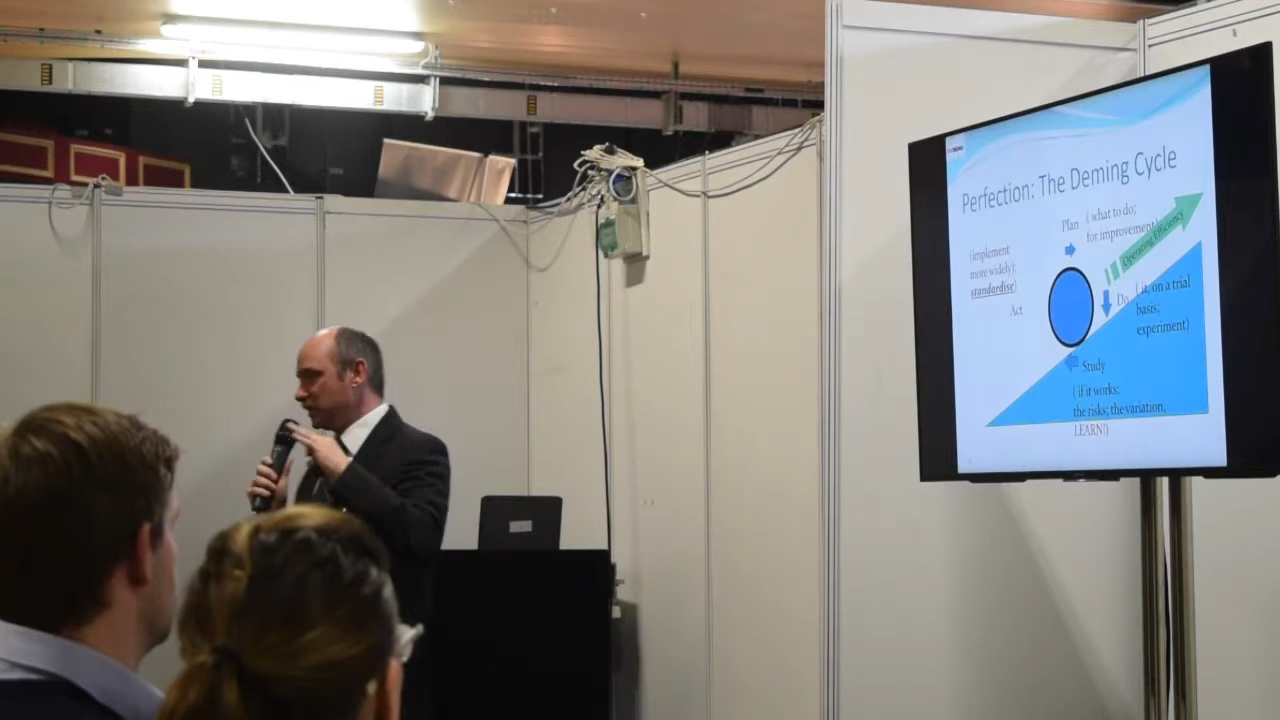 Perfection: The Deming Cycle
Plan
( what to do;
for improvement)
Operating Efficiency
(implement
more widly):
standardise)
Act
Do
( it, on a trial
basis;
experiment)
Study
( if it works:
the risks; the variation,
LEARN!)